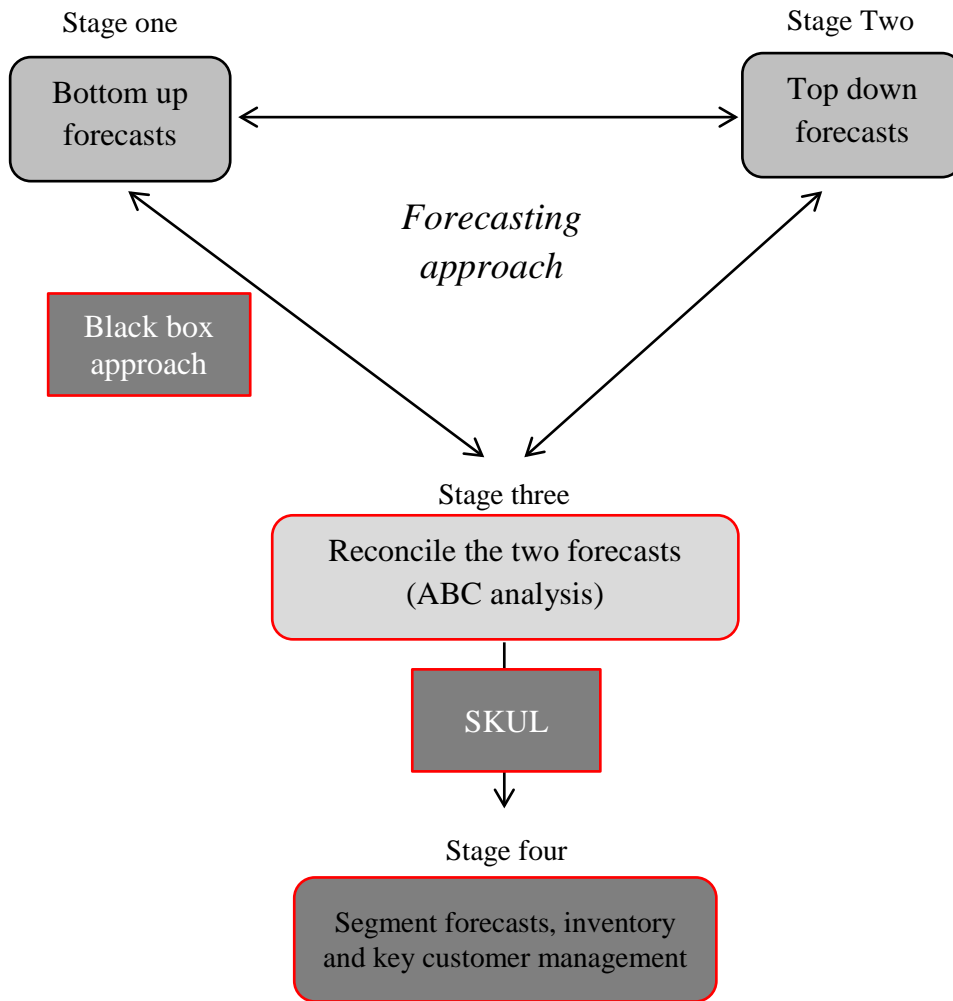 Stage one
Stage Two
Bottom up
forecasts
Top down
forecasts
Forecasting
approach
Black box
approach
Stage three
Reconcile the two forecasts
(ABC analysis)
SKUL
Stage four
Segment forecasts, inventory
and key customer management